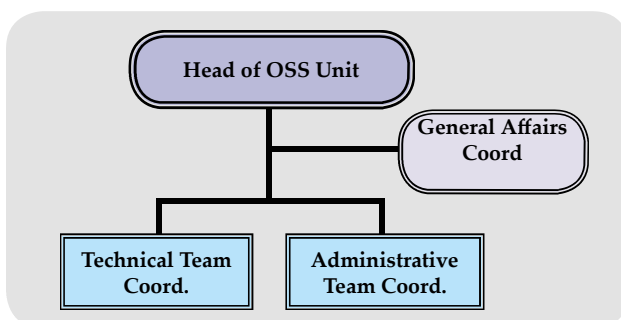 Head of OSS Unit
General Affairs
Coord
Technical Team
Coord.
Administrative
Team Coord.